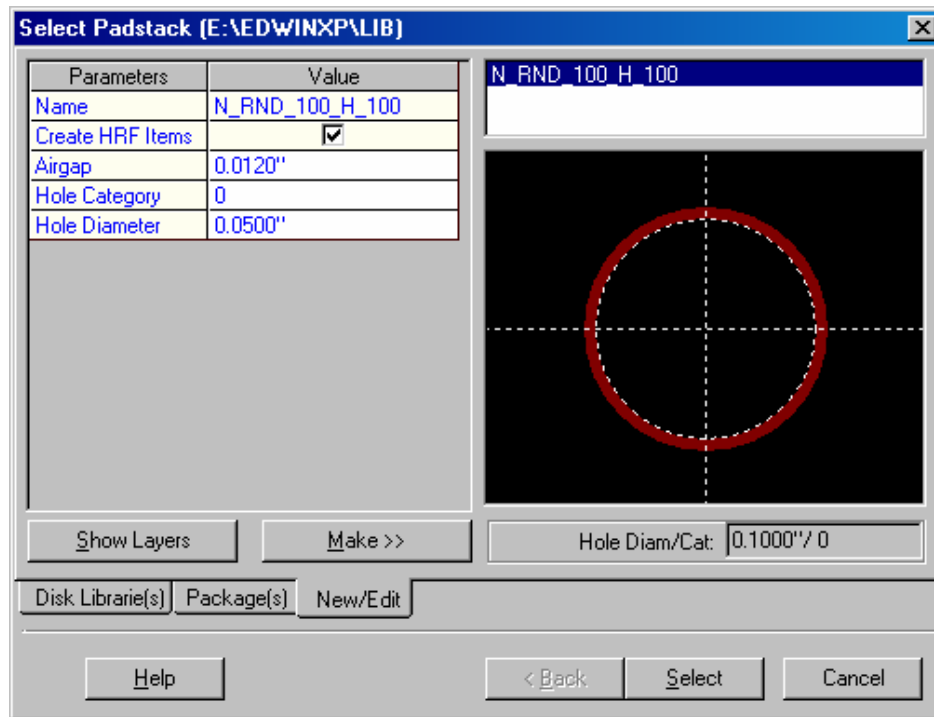 Select Padstack (E:\EDWINXP\LIB)
Parameters Value
Name N_RND_100_H_100
Create HRF Items
Airgap 0.0120"
Hole Category 0
Hole Diameter 0.0500"
N_RND_100_H_100
Show Layers Make >> Hole Diam/Cat: 0.1000"/ 0
Disk Librarie(s) Package(s) New/Edit
Help < Back Select Cancel